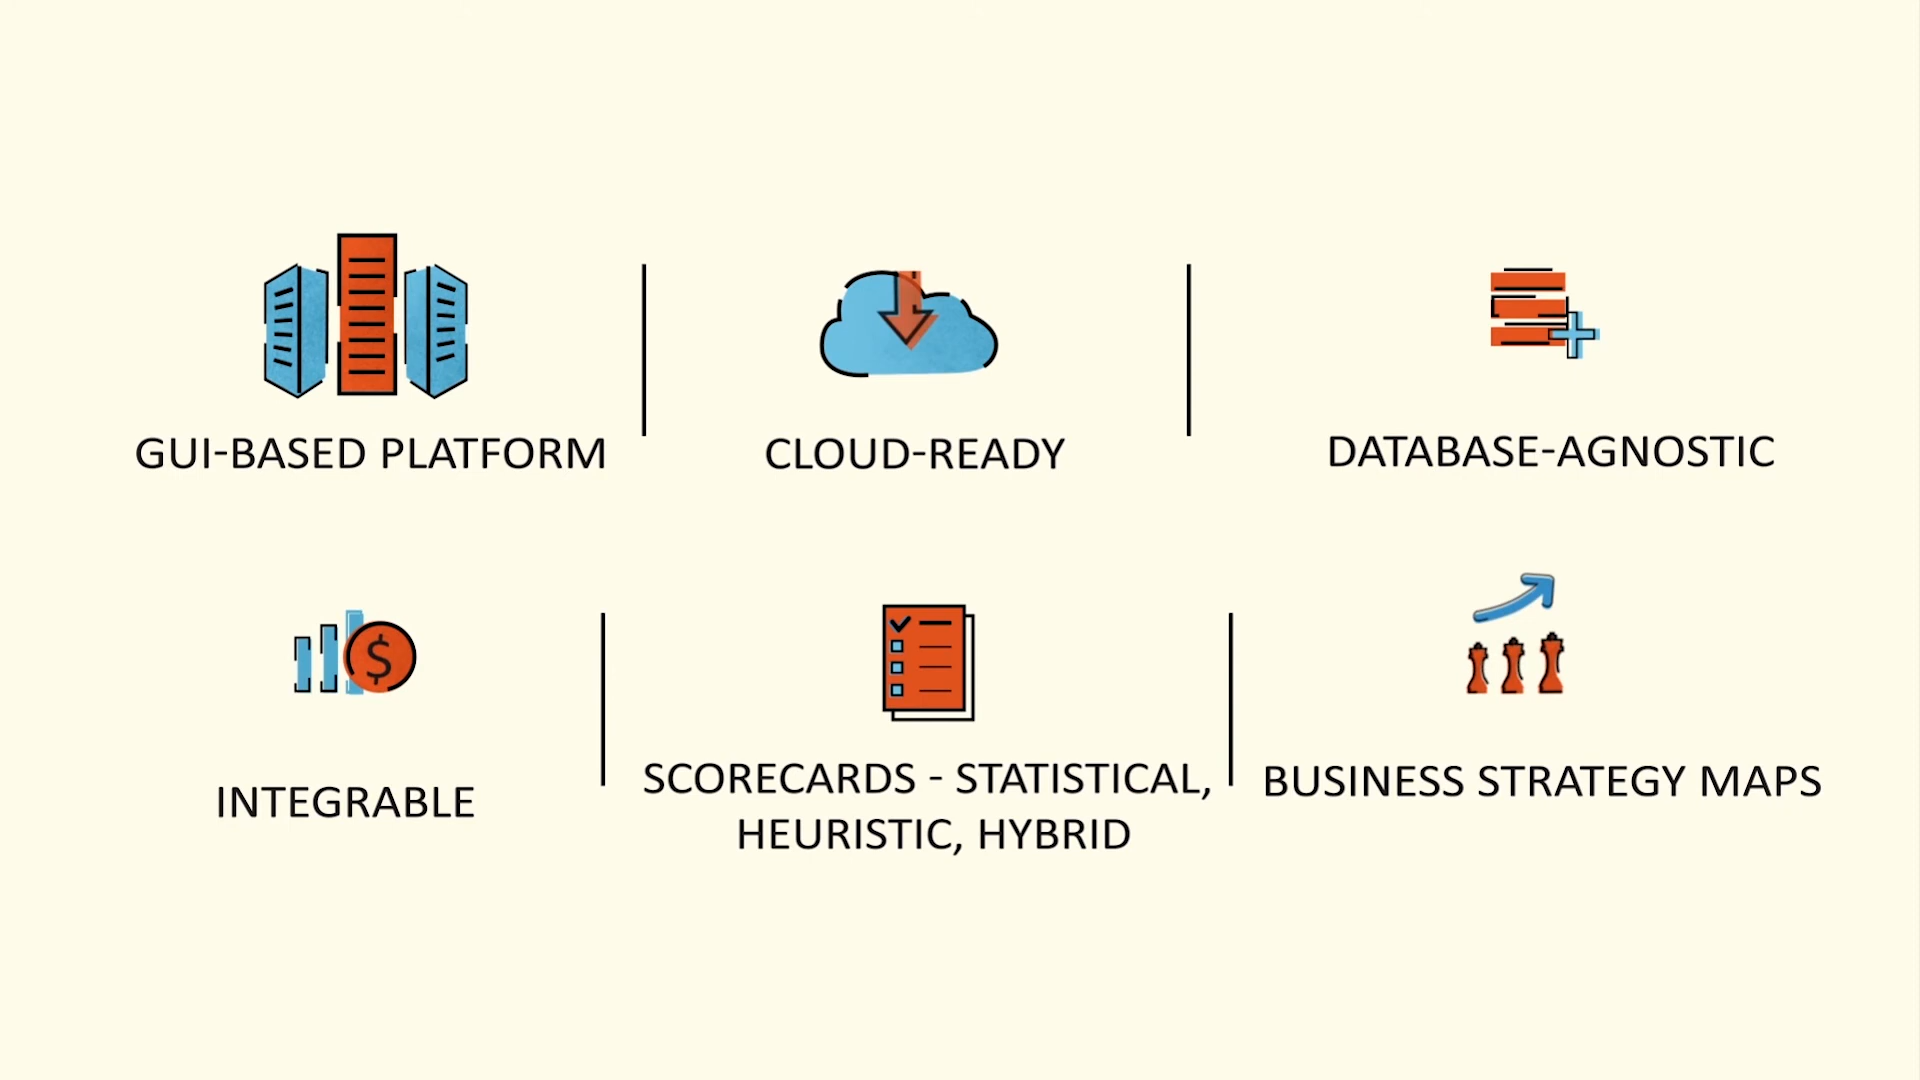 GUI-BASED PLATFORM
CLOUD-READY
DATABASE-AGNOSTIC
$
INTEGRABLE
SCORECARDS - STATISTICAL,
HEURISTIC, HYBRID
BUSINESS STRATEGY MAPS